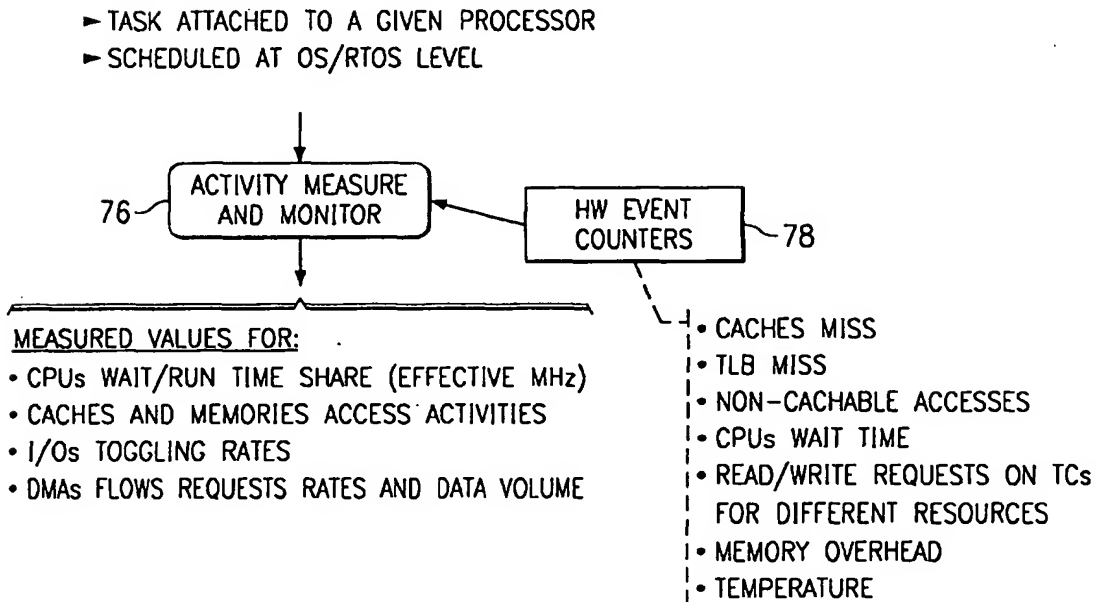 ► TASK ATTACHED TO A GIVEN PROCESSOR
► SCHEDULED AT OS/RTOS LEVEL
ACTIVITY MEASURE
AND MONITOR
76
HW EVENT
COUNTERS
78
MEASURED VALUES FOR:
• CPUs WAIT/RUN TIME SHARE (EFFECTIVE MHz)
• CACHES AND MEMORIES ACCESS ACTIVITIES
• I/Os TOGGLING RATES
• DMAs FLOWS REQUESTS RATES AND DATA VOLUME
• CACHES MISS
• TLB MISS
• NON-CACHABLE ACCESSES
• CPUs WAIT TIME
• READ/WRITE REQUESTS ON TCs
FOR DIFFERENT RESOURCES
• MEMORY OVERHEAD
• TEMPERATURE